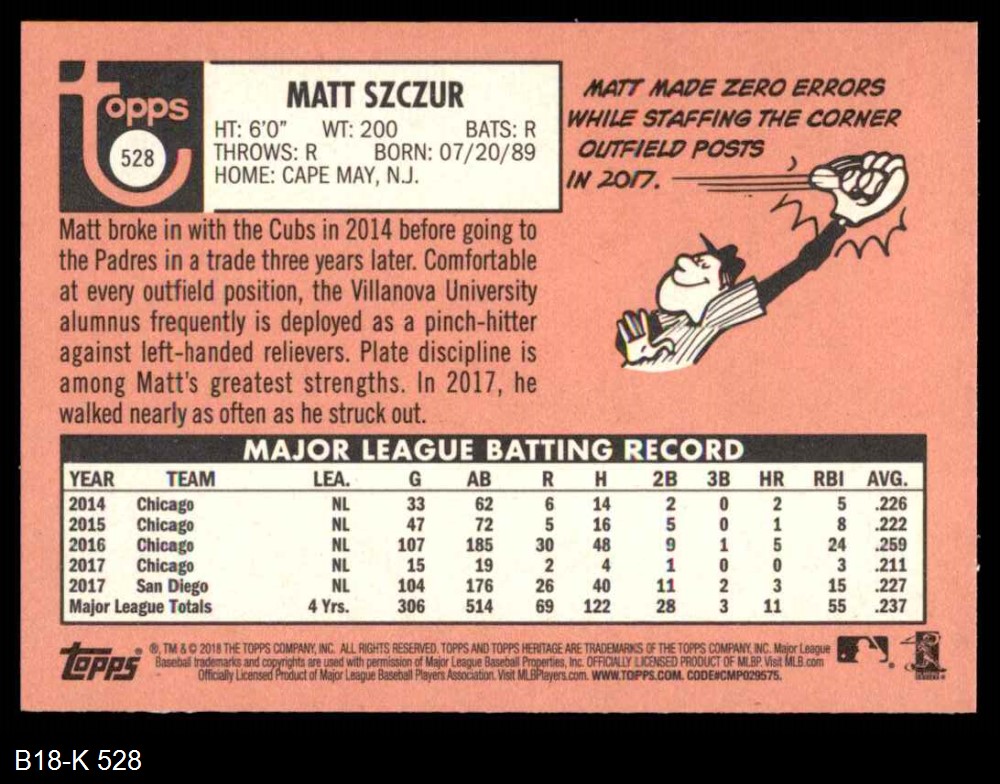 Topps
528
MATT SZCZUR
HT: 6'0" WT: 200 BATS: R
THROWS: R BORN: 07/20/89
HOME: CAPE MAY, N.J.
MATT MADE ZERO ERRORS
WHILE STAFFING THE CORNER
OUTFIELD POSTS
IN 2017.
Matt broke in with the Cubs in 2014 before going to
the Padres in a trade three years later. Comfortable
at every outfield position, the Villanova University
alumnus frequently is deployed as a pinch-hitter
against left-handed relievers. Plate discipline is
among Matt's greatest strengths. In 2017, he
walked nearly as often as he struck out.
MAJOR LEAGUE BATTING RECORD
YEAR TEAM LEA. G AB R H 2B 3B HR RBI AVG.
2014 Chicago NL 33 62 6 14 2 0 2 5 .226
2015 Chicago NL 47 72 5 16 5 0 1 8 .222
2016 Chicago NL 107 185 30 48 9 1 5 24 .259
2017 Chicago NL 15 19 2 4 1 0 0 3 .211
2017 San Diego NL 104 176 26 40 11 2 3 15 .227
Major League Totals 4 Yrs. 306 514 69 122 28 3 11 55 .237
Topps
®, TM & © 2018 THE TOPPS COMPANY, INC. ALL RIGHTS RESERVED. TOPPS AND TOPPS HERITAGE ARE TRADEMARKS OF THE TOPPS COMPANY, INC. Major League
Baseball trademarks and copyrights are used with permission of Major League Baseball Properties, Inc. OFFICIALLY LICENSED PRODUCT OF MLBP. Visit MLB.com
Officially Licensed Product of Major League Baseball Players Association. Visit MLBPlayers.com. WWW.TOPPS.COM. CODE#CMP029575.
B18-K 528